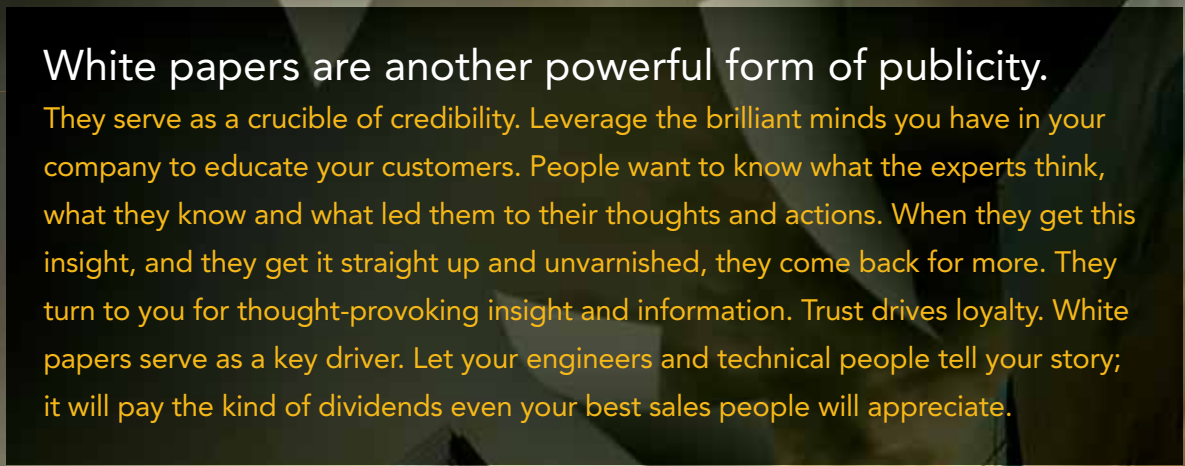 White papers are another powerful form of publicity.
They serve as a crucible of credibility. Leverage the brilliant minds you have in your
company to educate your customers. People want to know what the experts think,
what they know and what led them to their thoughts and actions. When they get this
insight, and they get it straight up and unvarnished, they come back for more. They
turn to you for thought-provoking insight and information. Trust drives loyalty. White
papers serve as a key driver. Let your engineers and technical people tell your story;
it will pay the kind of dividends even your best sales people will appreciate.